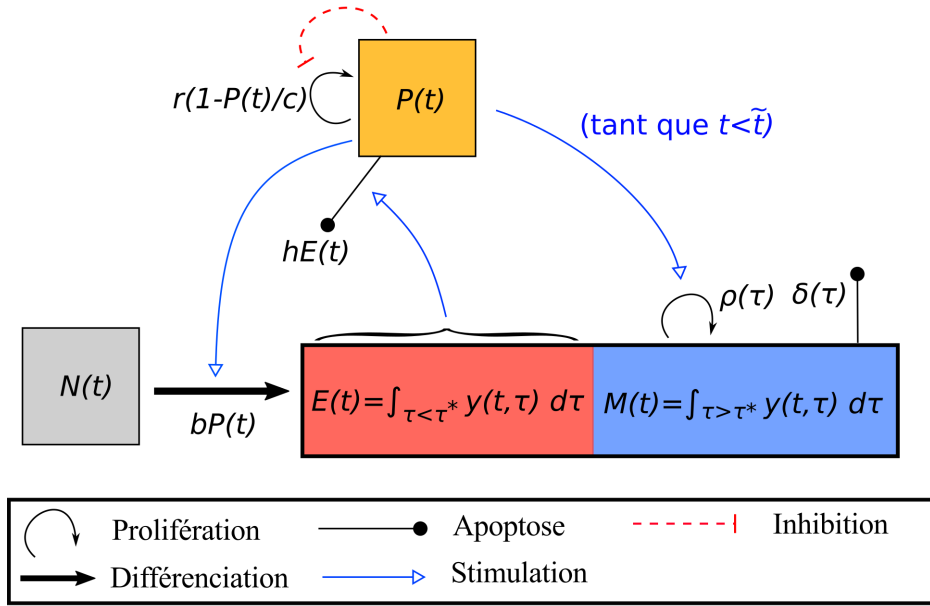 r(1-P(t)/c)
P(t)
(tant que t<t̃)
hE(t)
ρ(τ)
δ(τ)
N(t)
bP(t)
E(t)=∫τ<τ* y(t,τ) dτ
M(t)=∫τ>τ* y(t,τ) dτ
Prolifération
Apoptose
Inhibition
Différenciation
Stimulation